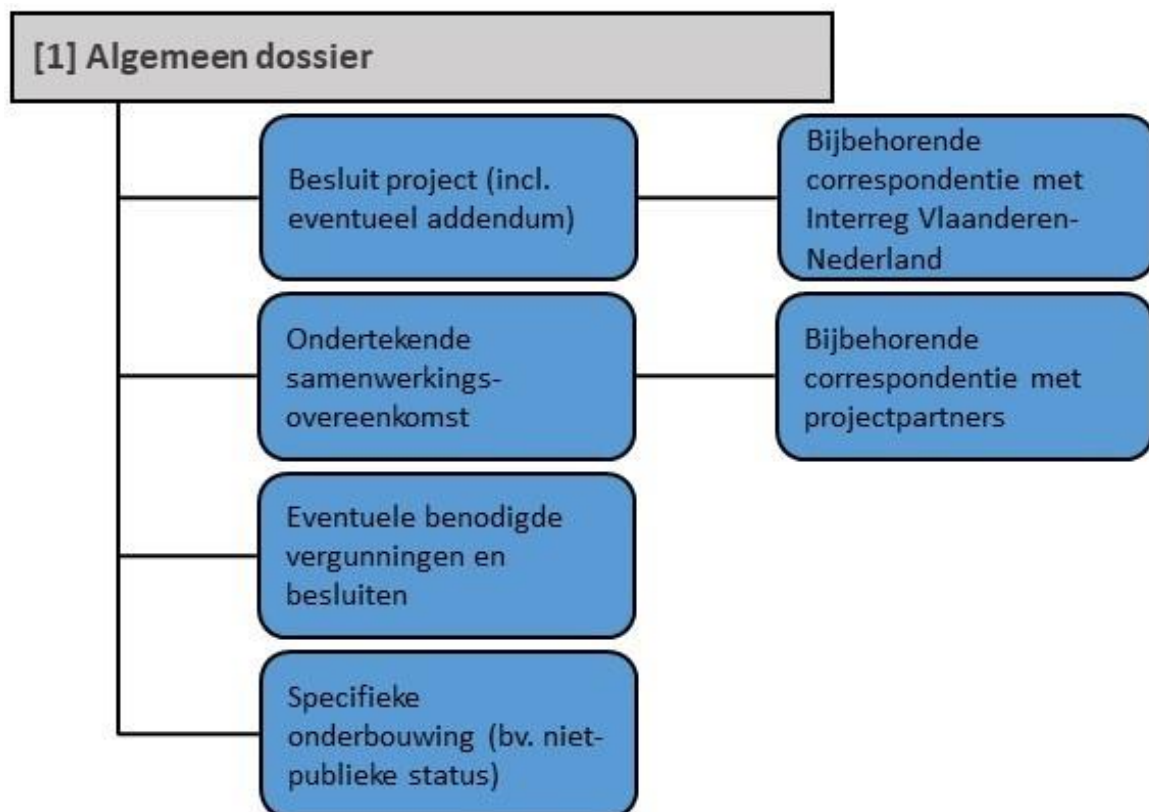 [1] Algemeen dossier
Besluit project (incl.
eventueel addendum)
Bijbehorende
correspondentie met
Interreg Vlaanderen-
Nederland
Ondertekende
samenwerkings-
overeenkomst
Bijbehorende
correspondentie met
projectpartners
Eventuele benodigde
vergunningen en
besluiten
Specifieke
onderbouwing (bv. niet-
publieke status)